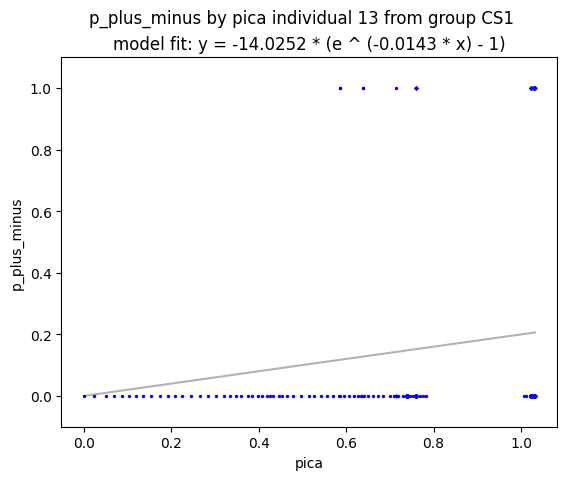 p_plus_minus by pica individual 13 from group CS1
model fit: y = -14.0252 * (e ^ (-0.0143 * x) - 1)
1.0
0.8
0.6
0.4
0.2
0.0
p_plus_minus
0.0 0.2 0.4 0.6 0.8 1.0
pica